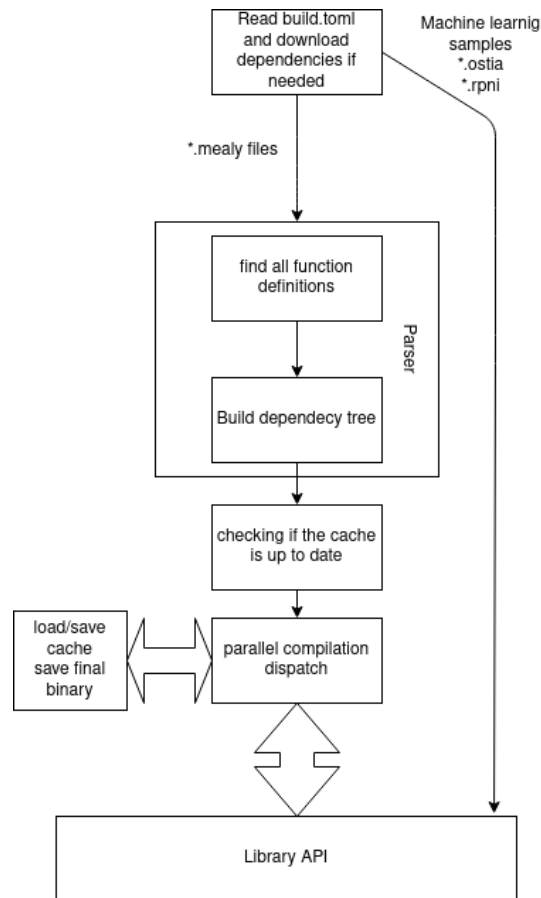 Read build.toml
and download
dependencies if
needed
Machine learnig
samples
*.ostia
*.rpni
*.mealy files
find all function
definitions
Parser
Build dependecy tree
checking if the cache
is up to date
load/save
cache
save final
binary
parallel compilation
dispatch
Library API